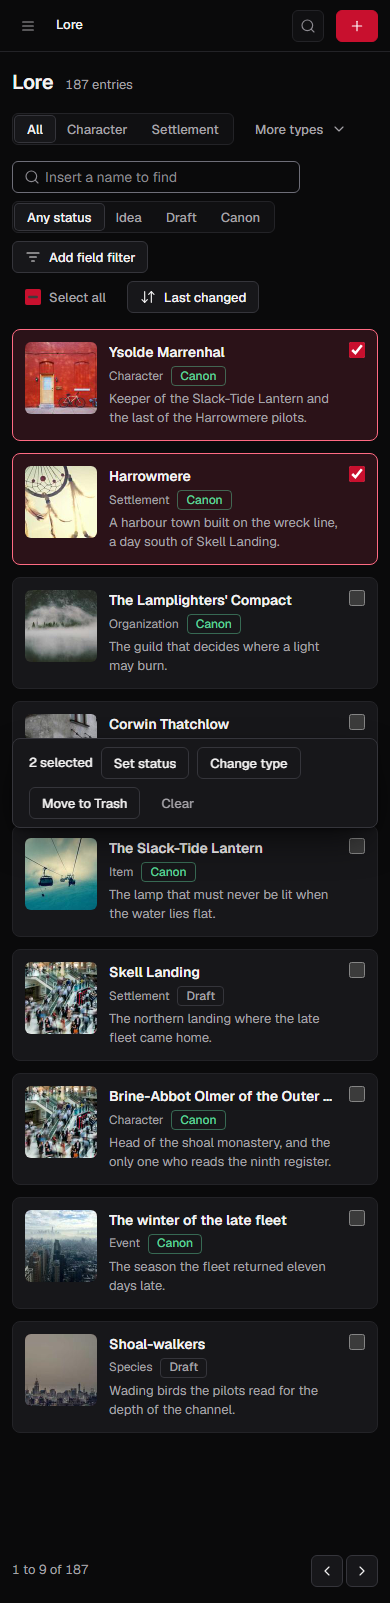 Lore
Lore 187 entries
All Character Settlement More types
Insert a name to find
Any status Idea Draft Canon
Add field filter
Select all Last changed
Ysolde Marrenhal
Character Canon
Keeper of the Slack-Tide Lantern and
the last of the Harrowmere pilots.
Harrowmere
Settlement Canon
A harbour town built on the wreck line,
a day south of Skell Landing.
The Lamplighters' Compact
Organization Canon
The guild that decides where a light
may burn.
Corwin Thatchlow
2 selected Set status Change type
Move to Trash Clear
The Slack-Tide Lantern
Item Canon
The lamp that must never be lit when
the water lies flat.
Skell Landing
Settlement Draft
The northern landing where the late
fleet came home.
Brine-Abbot Olmer of the Outer ...
Character Canon
Head of the shoal monastery, and the
only one who reads the ninth register.
The winter of the late fleet
Event Canon
The season the fleet returned eleven
days late.
Shoal-walkers
Species Draft
Wading birds the pilots read for the
depth of the channel.
1 to 9 of 187